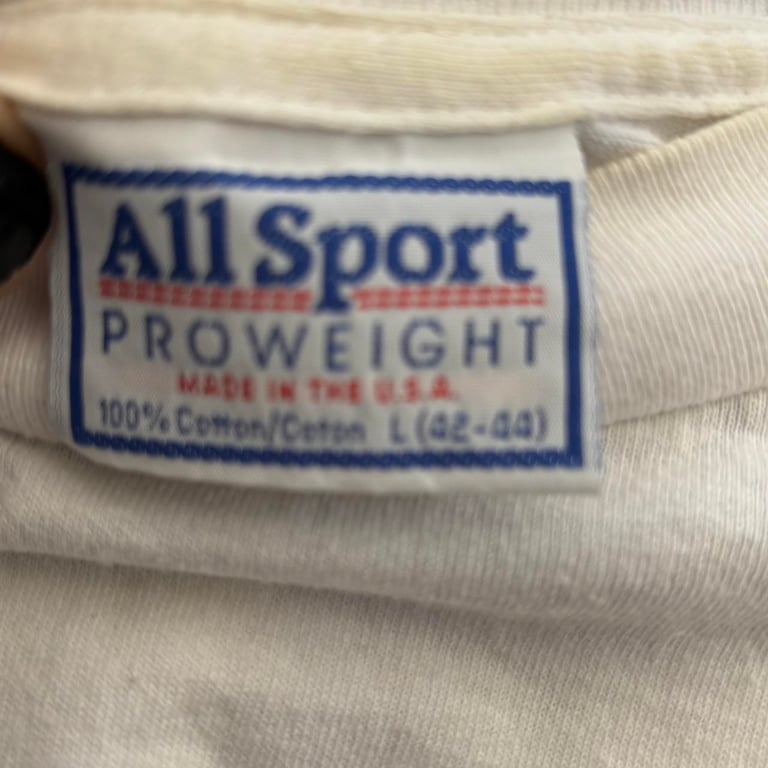 All Sport
PROWEIGHT
MADE IN THE U.S.A.
100% Cotton/Coton L (42-44)